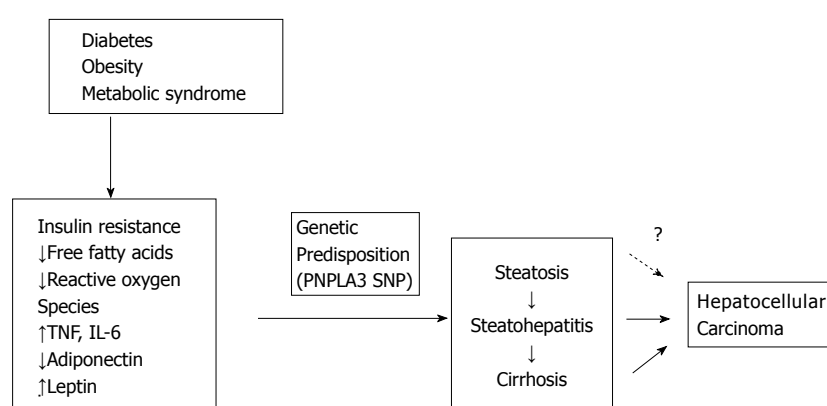 Diabetes
Obesity
Metabolic syndrome
Insulin resistance
↓Free fatty acids
↓Reactive oxygen
Species
↑TNF, IL-6
↓Adiponectin
↑Leptin
Genetic
Predisposition
(PNPLA3 SNP)
Steatosis
↓
Steatohepatitis
↓
Cirrhosis
?
Hepatocellular
Carcinoma